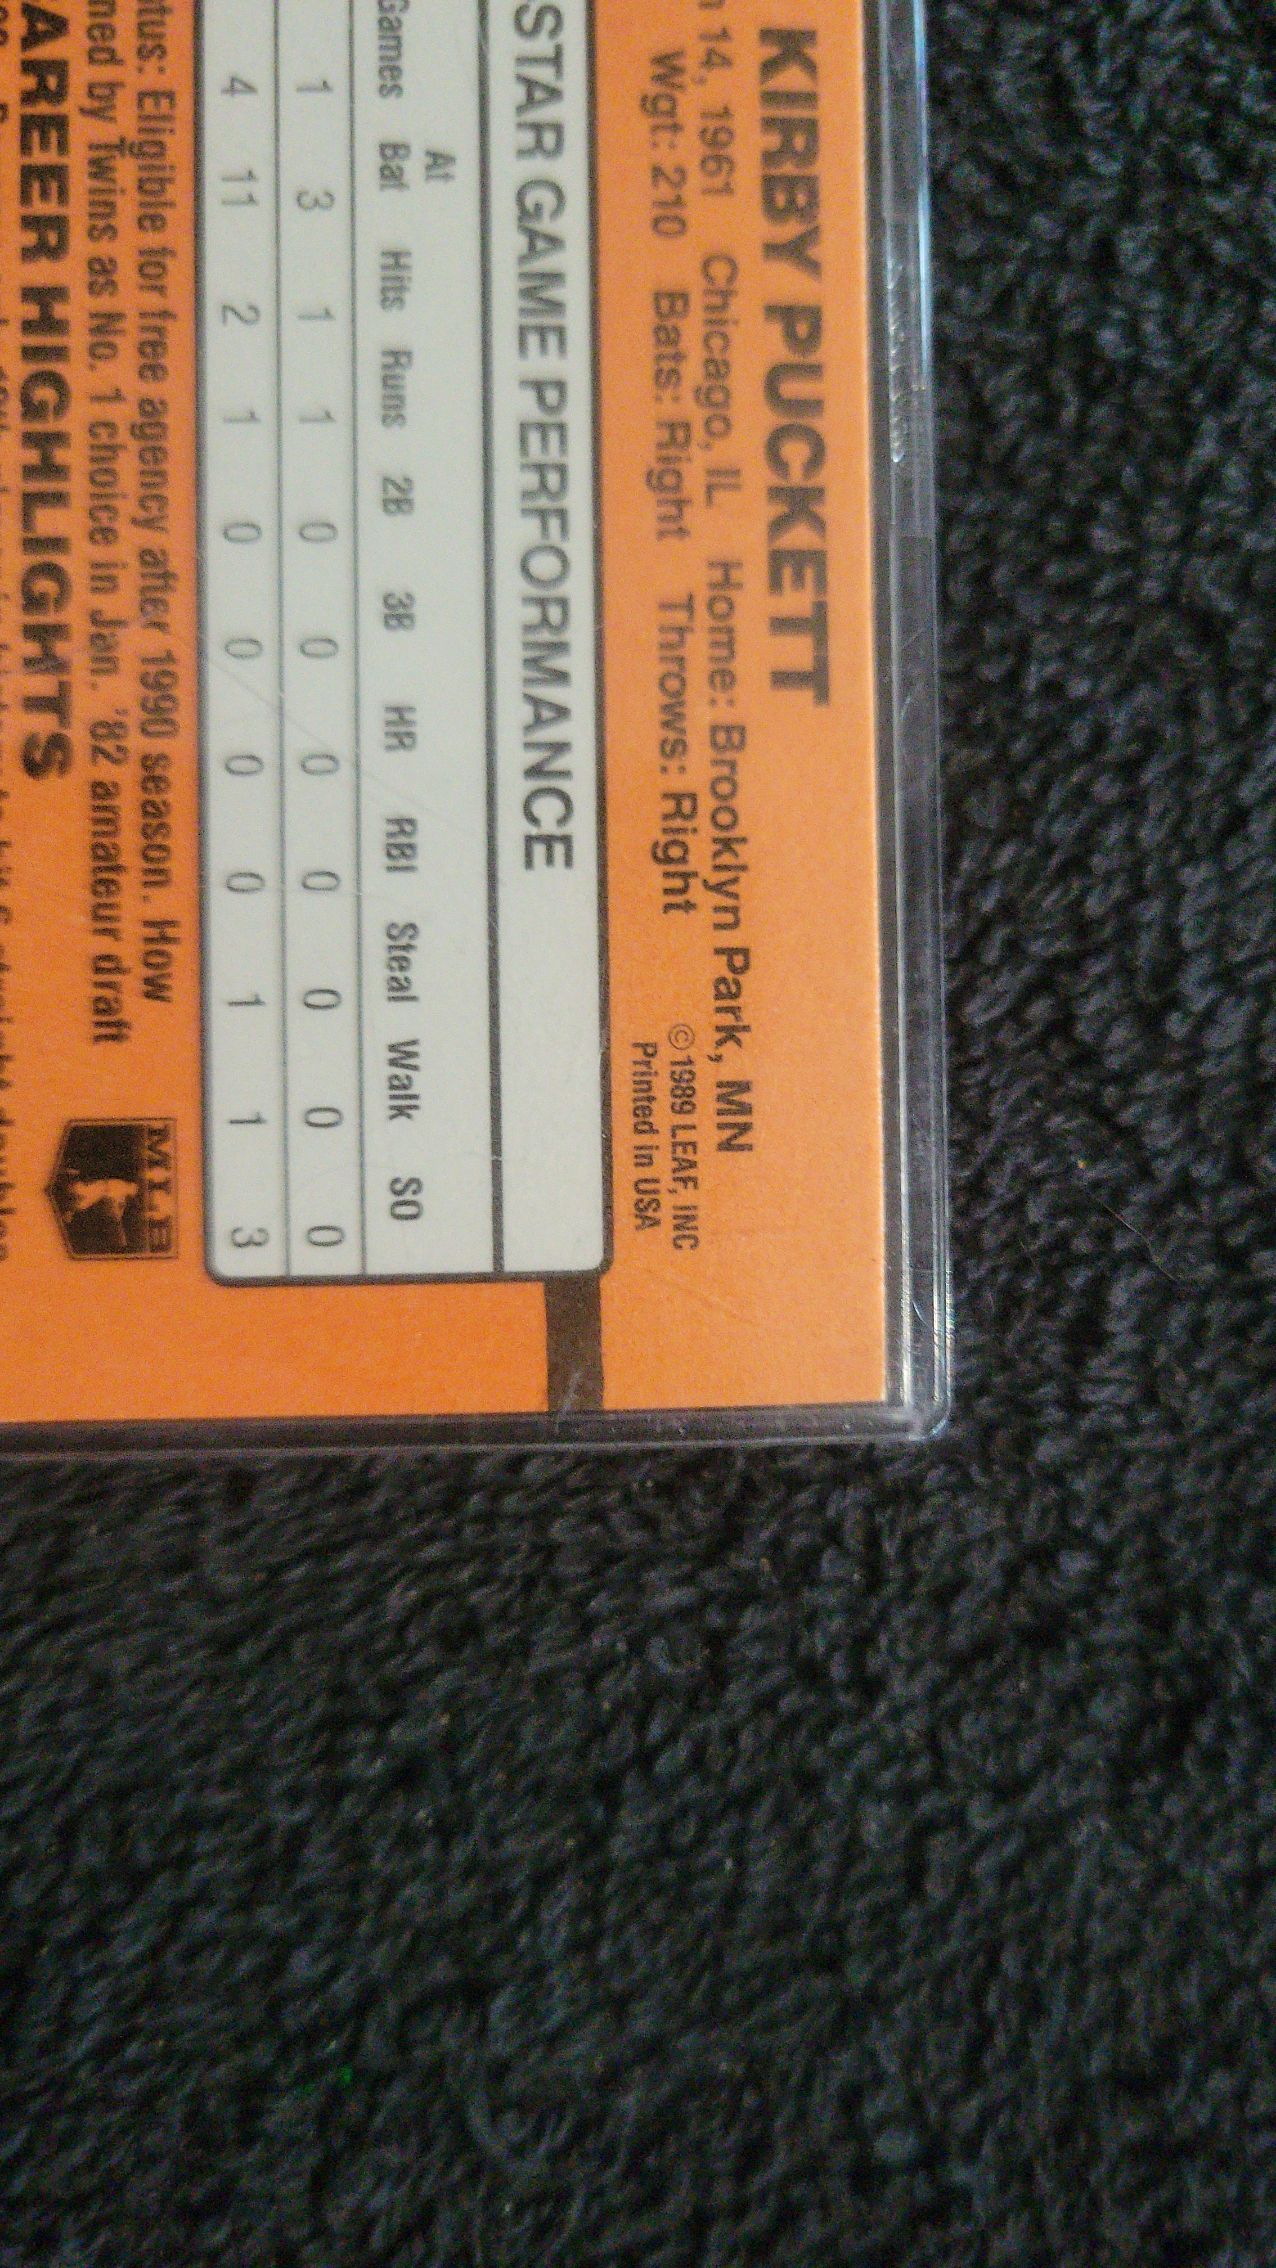 KIRBY PUCKETT
14, 1961 Chicago, IL Home: Brooklyn Park, MN
Wgt: 210 Bats: Right Throws: Right
©1989 LEAF, INC
Printed in USA
STAR GAME PERFORMANCE
At
Games Bat Hits Runs 2B 3B HR RBI Steal Walk SO
1 3 1 1 0 0 0 0 0 0 0
4 11 2 1 0 0 0 0 1 1 3
tus: Eligible for free agency after 1990 season. How
ned by Twins as No. 1 choice in Jan. '82 amateur draft
M.L.B
AREER HIGHLIGHTS